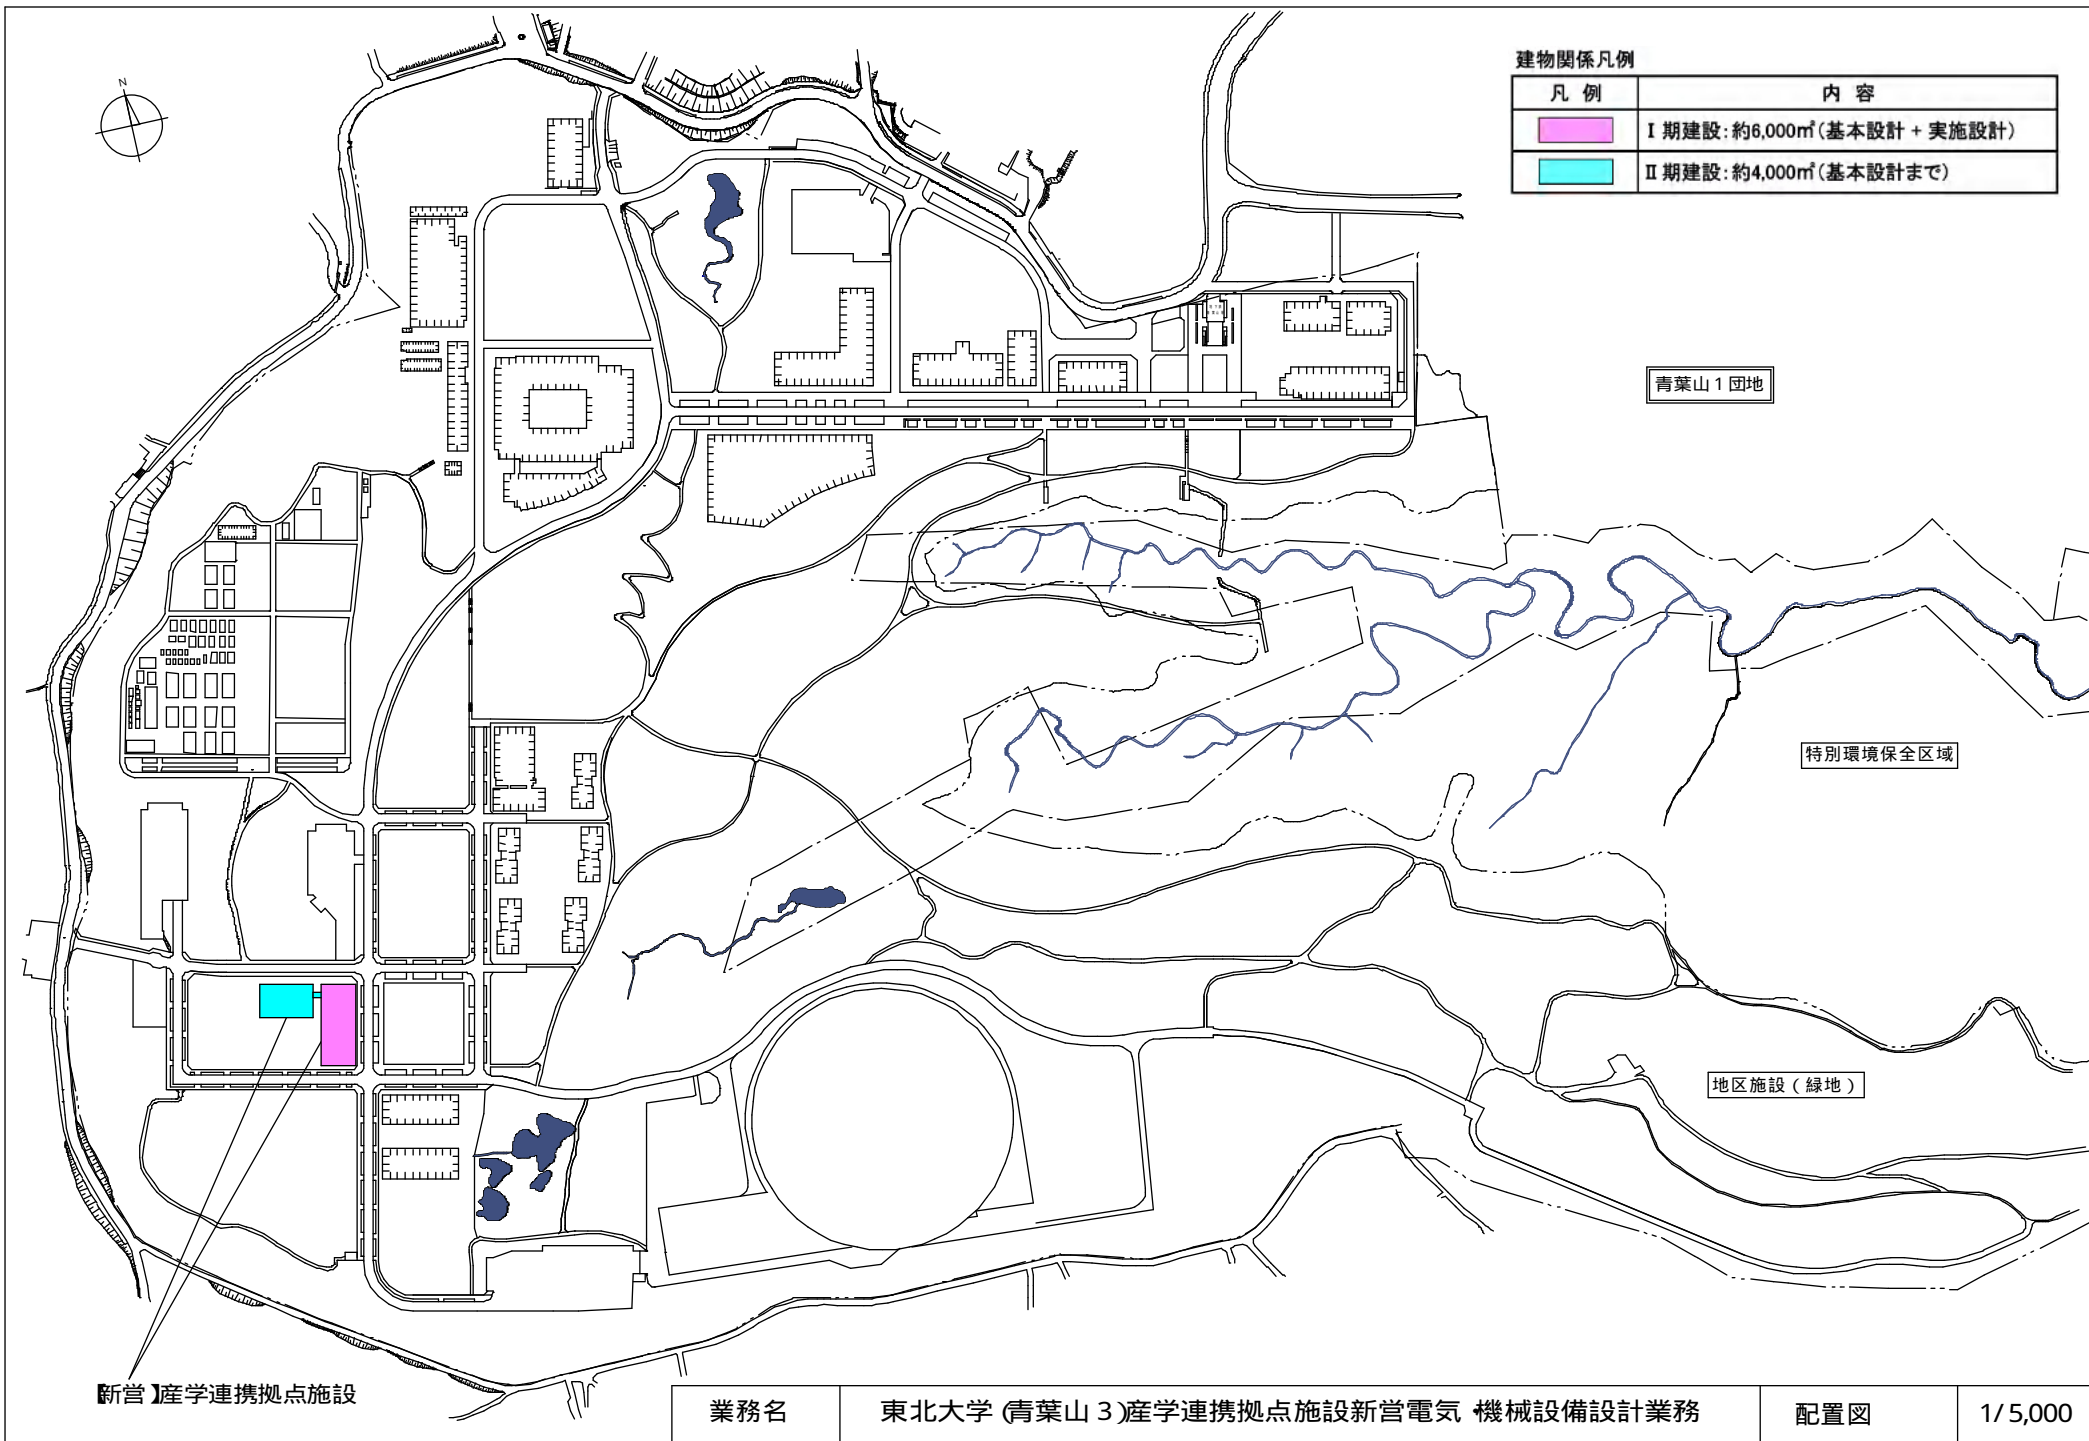 N
建物関係凡例
凡 例
内 容
Ⅰ 期建設：約6,000㎡（基本設計 + 実施設計）
Ⅱ 期建設：約4,000㎡（基本設計まで）
青葉山 1 団地
特別環境保全区域
地区施設（緑地）
【新営】産学連携拠点施設
業務名
東北大学（青葉山 3）産学連携拠点施設新営電気・機械設備設計業務
配置図
1/5,000